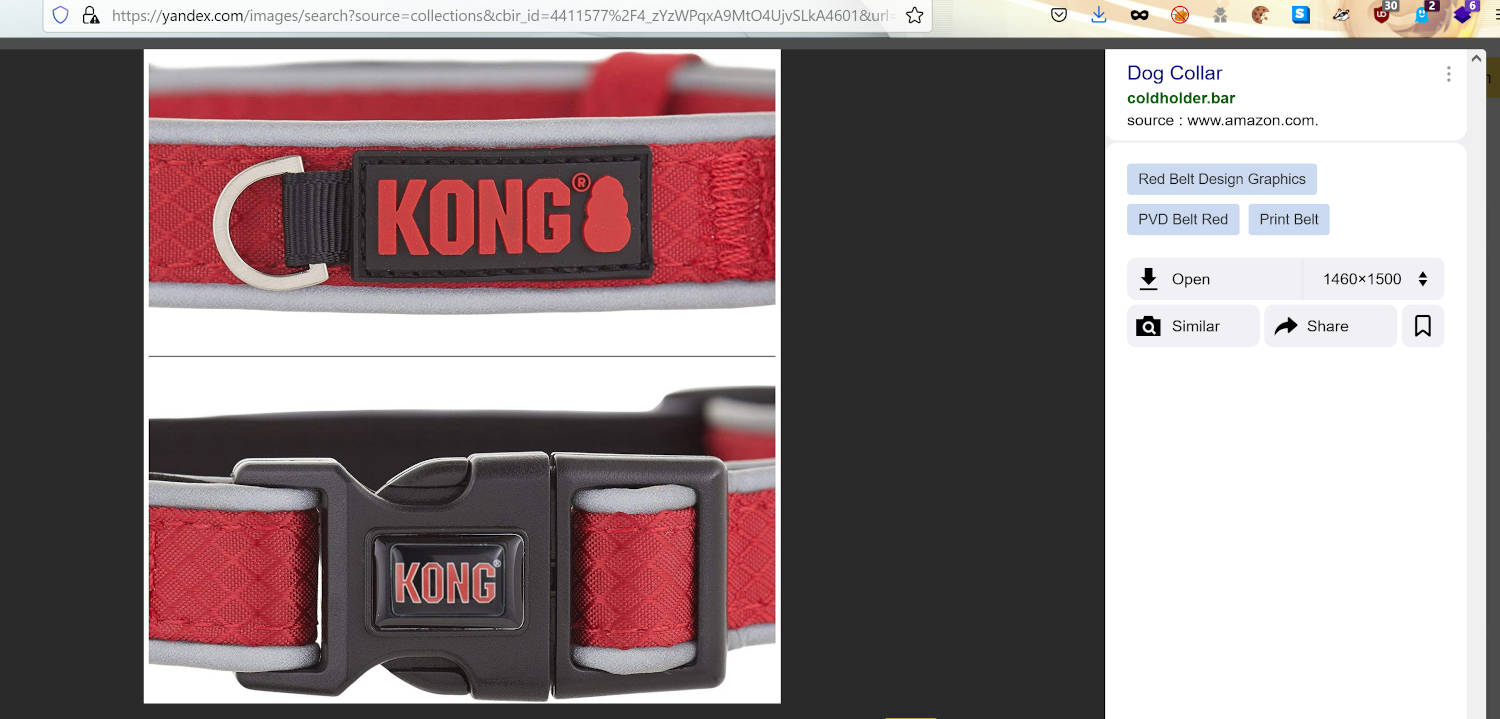 https://yandex.com/images/search?source=collections&cbir_id=4411577%2F4_zYzWPqxA9MtO4UjvSLkA4601&url=
30
2
6
Dog Collar
coldholder.bar
source : www.amazon.com.
Red Belt Design Graphics
PVD Belt Red
Print Belt
Open
1460×1500
Similar
Share
KONG®
KONG®